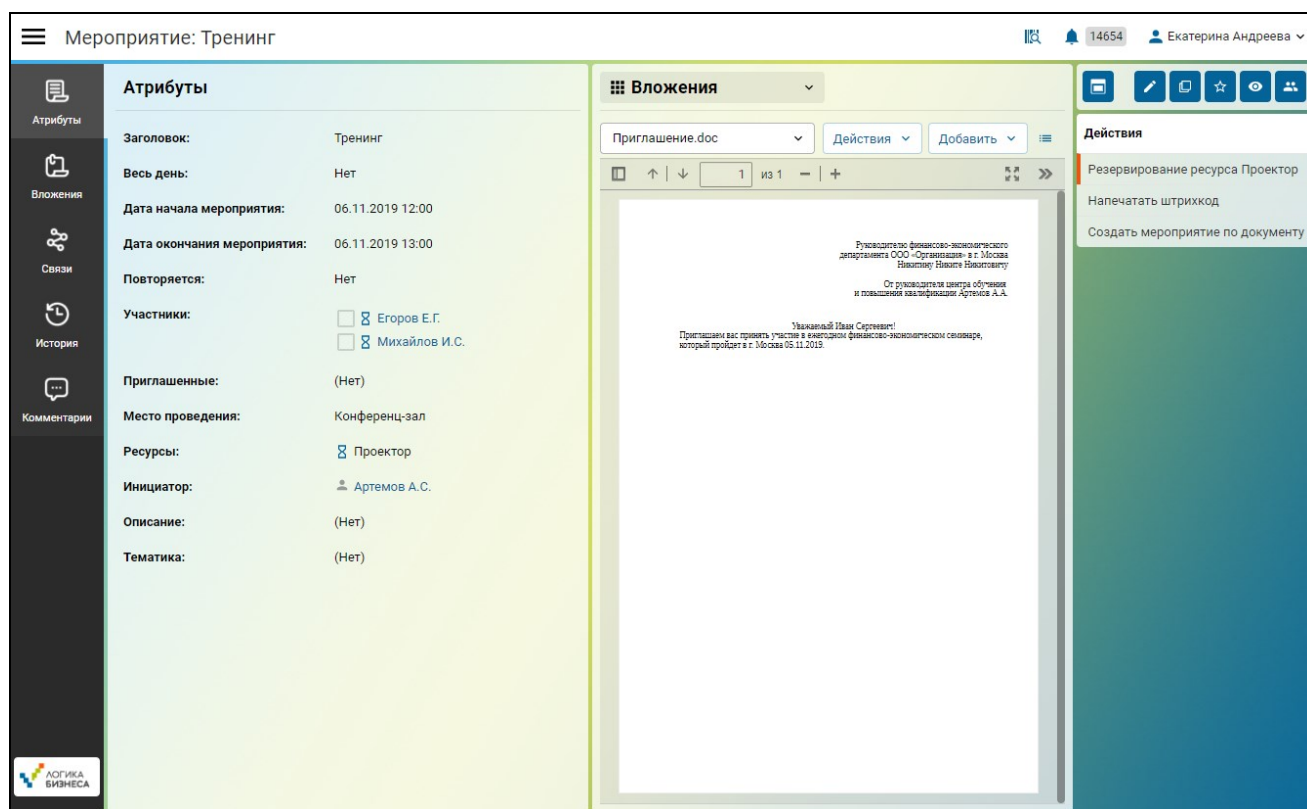 Мероприятие: Тренинг
14654
Екатерина Андреева
Атрибуты
Вложения
Связи
История
Комментарии
ЛОГИКА
БИЗНЕСА
Атрибуты
Заголовок: Тренинг
Весь день: Нет
Дата начала мероприятия: 06.11.2019 12:00
Дата окончания мероприятия: 06.11.2019 13:00
Повторяется: Нет
Участники: Егоров Е.Г.
Михайлов И.С.
Приглашенные: (Нет)
Место проведения: Конференц-зал
Ресурсы: Проектор
Инициатор: Артемов А.С.
Описание: (Нет)
Тематика: (Нет)
Вложения
Приглашение.doc Действия Добавить
1 из 1
Руководителю финансово-экономического
департамента ООО «Организация» в г. Москва
Никитину Никите Никитовичу
От руководителя центра обучения
и повышения квалификации Артемов А.А.
Уважаемый Иван Сергеевич!
Приглашаем вас принять участие в ежегодном финансово-экономическом семинаре,
который пройдет в г. Москва 05.11.2019.
Действия
Резервирование ресурса Проектор
Напечатать штрихкод
Создать мероприятие по документу